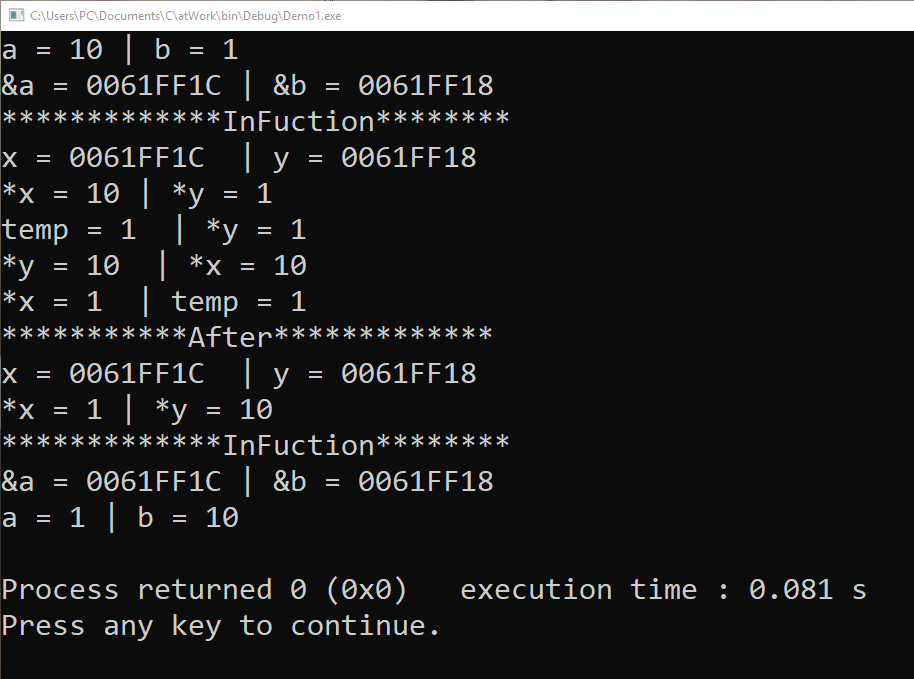 C:\Users\PC\Documents\C\atWork\bin\Debug\Demo1.exe
a = 10 | b = 1
&a = 0061FF1C | &b = 0061FF18
*************InFuction********
x = 0061FF1C  | y = 0061FF18
*x = 10 | *y = 1
temp = 1  | *y = 1
*y = 10  | *x = 10
*x = 1  | temp = 1
***********After*************
x = 0061FF1C  | y = 0061FF18
*x = 1 | *y = 10
*************InFuction********
&a = 0061FF1C | &b = 0061FF18
a = 1 | b = 10
Process returned 0 (0x0)   execution time : 0.081 s
Press any key to continue.